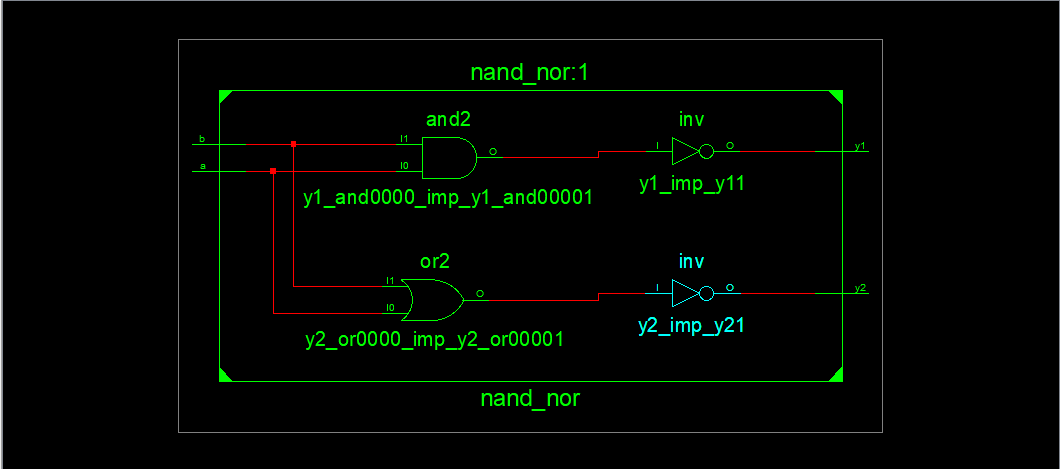 nand_nor:1
and2
inv
b
I1
O
I
O
y1
a
I0
y1_and0000_imp_y1_and00001
y1_imp_y11
or2
inv
I1
O
I
O
y2
I0
y2_or0000_imp_y2_or00001
y2_imp_y21
nand_nor